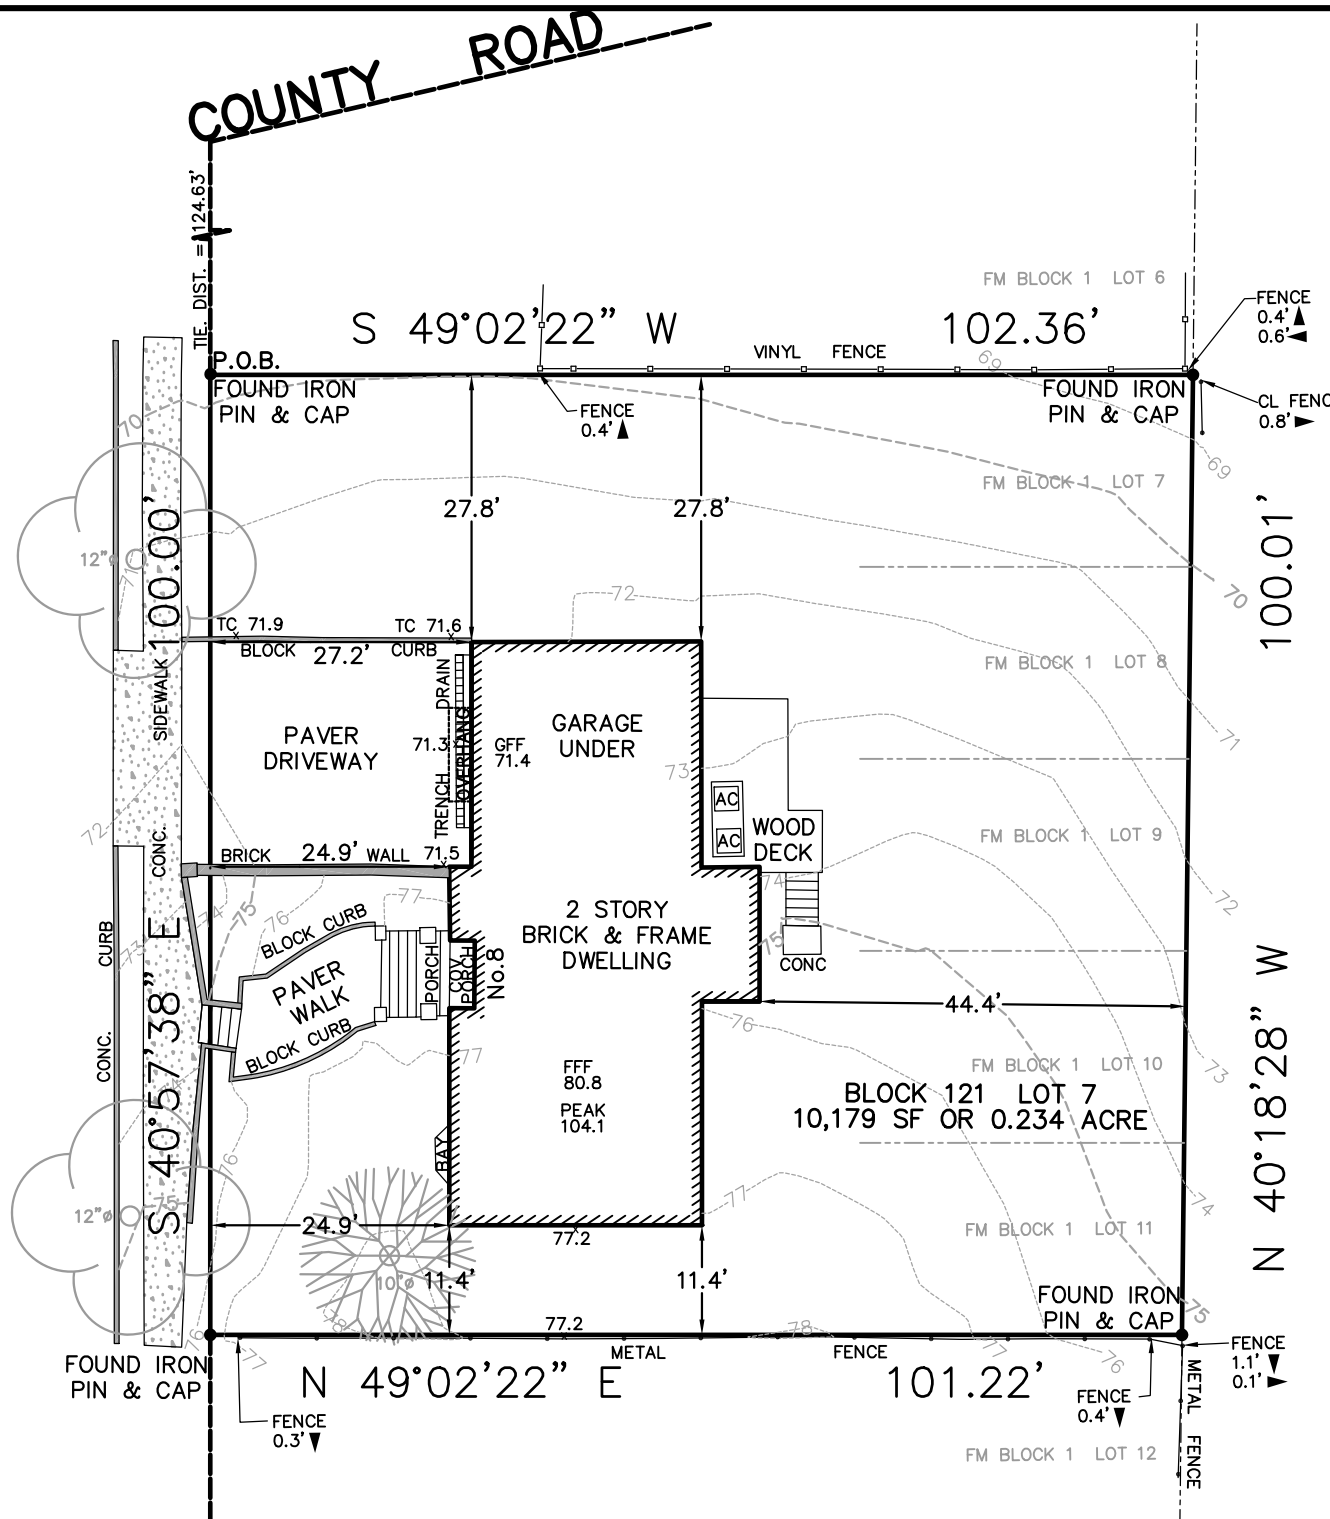 COUNTY ROAD
TIE. DIST. = 124.63'
FM BLOCK 1 LOT 6
S 49°02'22" W 102.36'
FENCE
0.4'
0.6'
P.O.B.
VINYL FENCE
69
FOUND IRON
PIN & CAP
FOUND IRON
PIN & CAP
FENCE
0.4'
CL FENC
0.8'
70
69
FM BLOCK 1 LOT 7
27.8'
27.8'
100.00'
100.01'
12"ø
71
72
70
TC 71.9
TC 71.6
BLOCK CURB
27.2'
FM BLOCK 1 LOT 8
SIDEWALK
CONC.
PAVER
DRIVEWAY
TRENCH DRAIN
OVERHANG
71.3
GFF
71.4
GARAGE
UNDER
71
73
AC
AC
WOOD
DECK
FM BLOCK 1 LOT 9
72
BRICK 24.9' WALL 71.5
74
72
77
74
75
76
73
CURB
CONC.
BLOCK CURB
PAVER
WALK
BLOCK CURB
PORCH
COV.
PORCH
No.8
2 STORY
BRICK & FRAME
DWELLING
75
CONC
S 40°57'38" E
N 40°18'28" W
44.4'
76
77
73
FM BLOCK 1 LOT 10
FFF
80.8
PEAK
104.1
BLOCK 121 LOT 7
10,179 SF OR 0.234 ACRE
BAY
76
77
74
12"ø
75
24.9'
77.2
FM BLOCK 1 LOT 11
10"ø
11.4'
11.4'
FOUND IRON
PIN & CAP
75
78
77.2
78
76
77
77
76
METAL FENCE
FENCE
1.1'
0.1'
FOUND IRON
PIN & CAP
N 49°02'22" E 101.22'
FENCE
0.4'
METAL FENCE
FENCE
0.3'
FM BLOCK 1 LOT 12